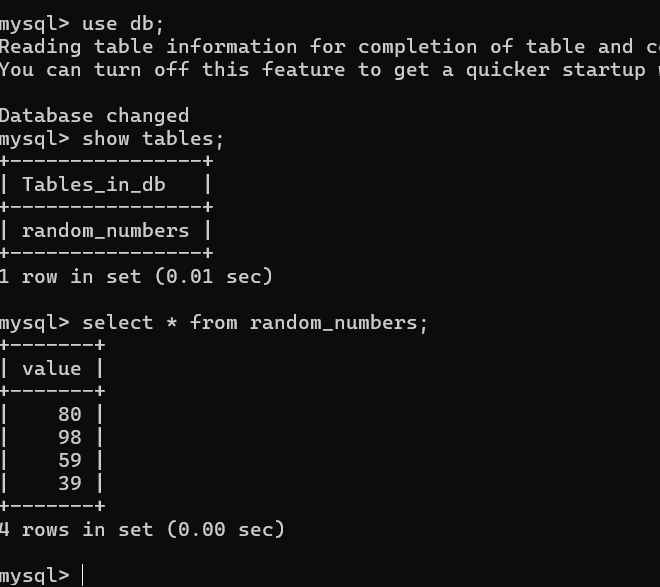 mysql> use db;
Reading table information for completion of table and
You can turn off this feature to get a quicker startup
Database changed
mysql> show tables;
+----------------+
| Tables_in_db   |
+----------------+
| random_numbers |
+----------------+
1 row in set (0.01 sec)
mysql> select * from random_numbers;
+-------+
| value |
+-------+
|    80 |
|    98 |
|    59 |
|    39 |
+-------+
4 rows in set (0.00 sec)
mysql>